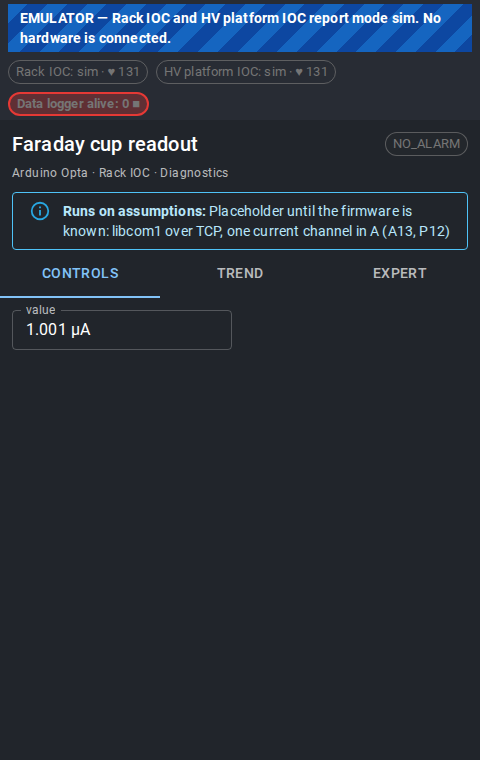 EMULATOR — Rack IOC and HV platform IOC report mode sim. No
hardware is connected.
Rack IOC: sim · ♥ 131
HV platform IOC: sim · ♥ 131
Data logger alive: 0 ■
Faraday cup readout
NO_ALARM
Arduino Opta · Rack IOC · Diagnostics
Runs on assumptions: Placeholder until the firmware is
known: libcom1 over TCP, one current channel in A (A13, P12)
CONTROLS
TREND
EXPERT
value
1.001 µA